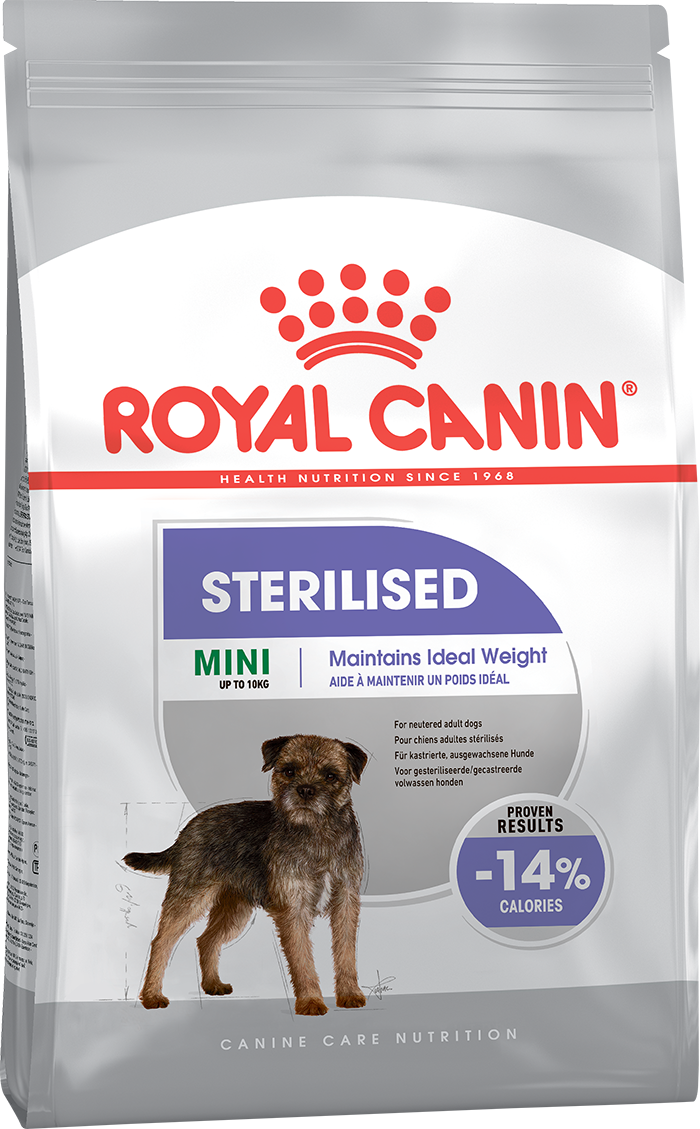 ROYAL CANIN®
HEALTH NUTRITION SINCE 1968
STERILISED
MINI
UP TO 10KG
Maintains Ideal Weight
AIDE À MAINTENIR UN POIDS IDÉAL
For neutered adult dogs
Pour chiens adultes stérilisés
Für kastrierte, ausgewachsene Hunde
Voor gesteriliseerde/gecastreerde
volwassen honden
PROVEN
RESULTS
-14%
CALORIES
CANINE CARE NUTRITION